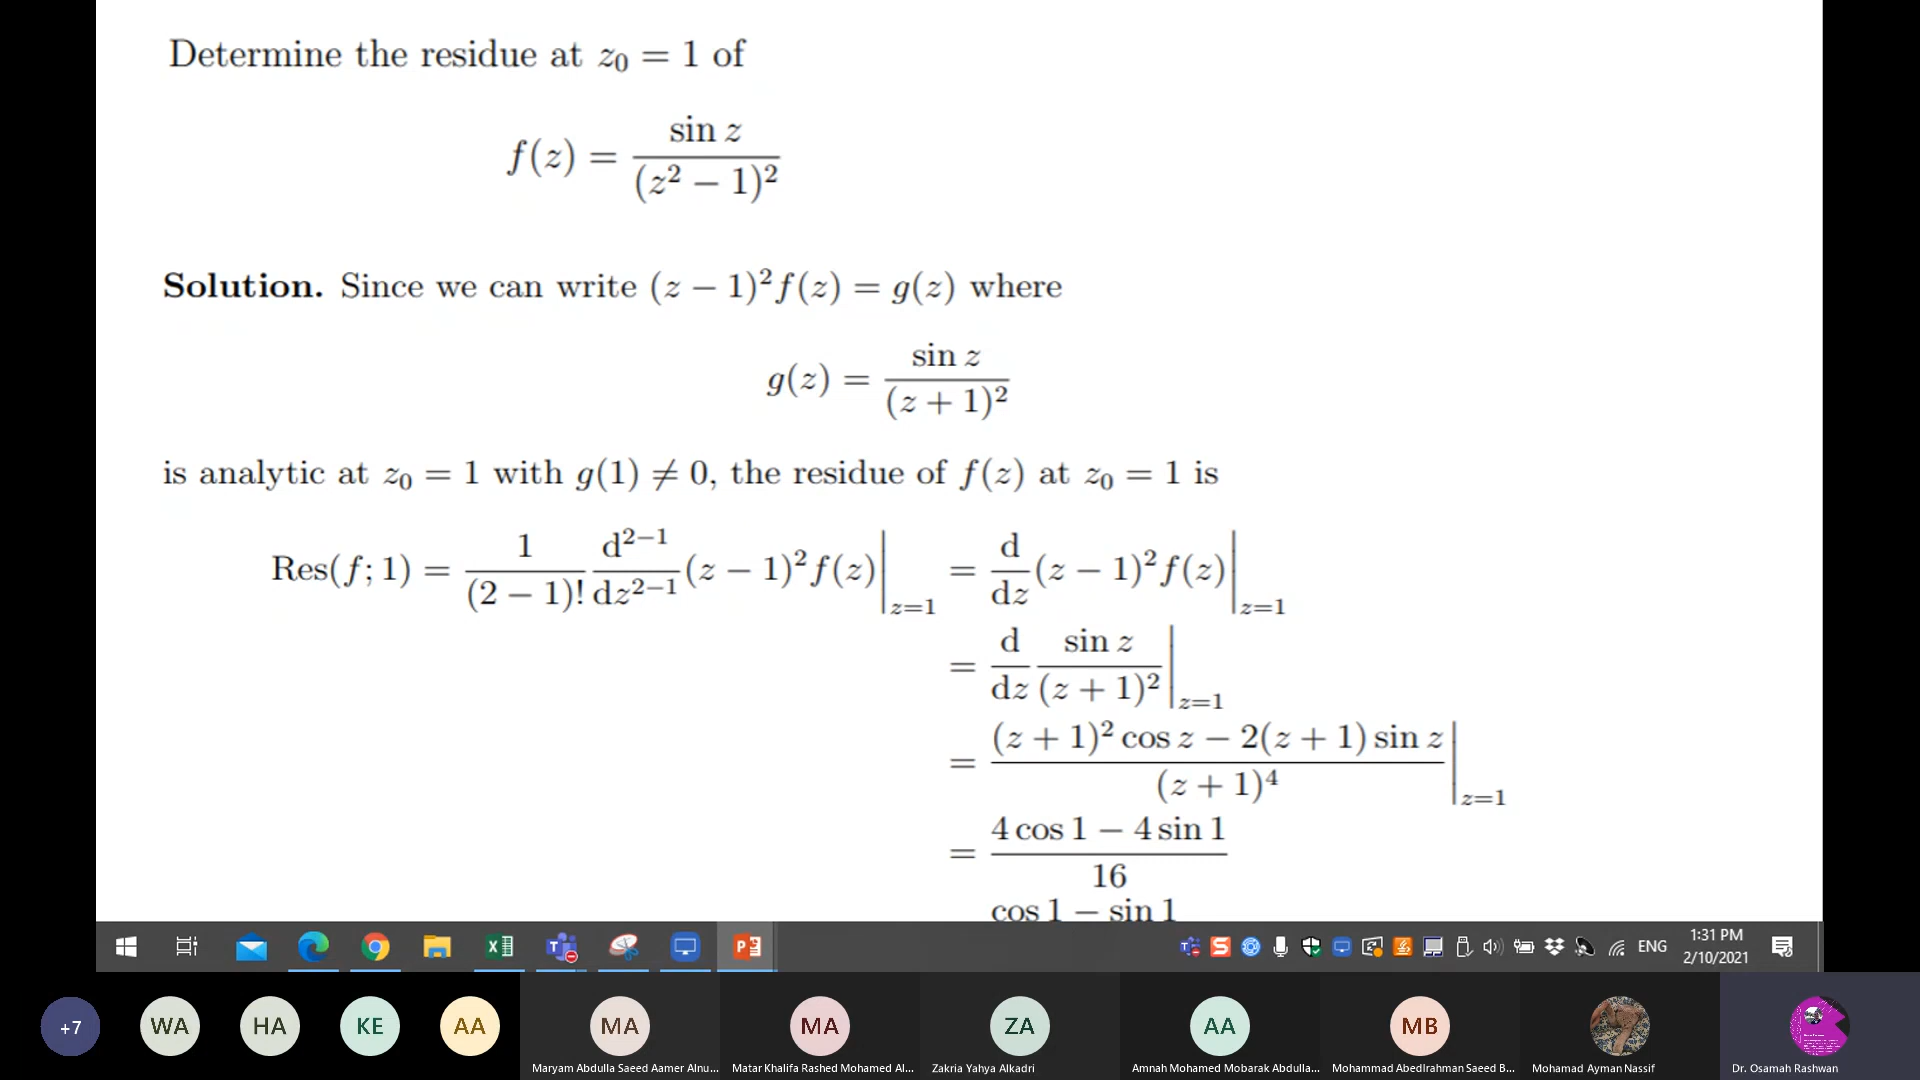 Determine the residue at z₀ = 1 of
f(z) = sin z / (z² − 1)²
Solution. Since we can write (z − 1)² f(z) = g(z) where
g(z) = sin z / (z + 1)²
is analytic at z₀ = 1 with g(1) ≠ 0, the residue of f(z) at z₀ = 1 is
Res(f; 1) = 1/(2 − 1)! d²⁻¹/dz²⁻¹ (z − 1)² f(z)|z=1 = d/dz (z − 1)² f(z)|z=1
= d/dz sin z / (z + 1)² |z=1
= ((z + 1)² cos z − 2(z + 1) sin z) / (z + 1)⁴ |z=1
= (4 cos 1 − 4 sin 1) / 16
cos 1 − sin 1
ENG
1:31 PM
2/10/2021
+7
WA
HA
KE
AA
MA
MA
ZA
AA
MB
Maryam Abdulla Saeed Aamer Alnu...
Matar Khalifa Rashed Mohamed Al...
Zakria Yahya Alkadri
Amnah Mohamed Mobarak Abdulla...
Mohammad Abedlrahman Saeed B...
Mohamad Ayman Nassif
Dr. Osamah Rashwan